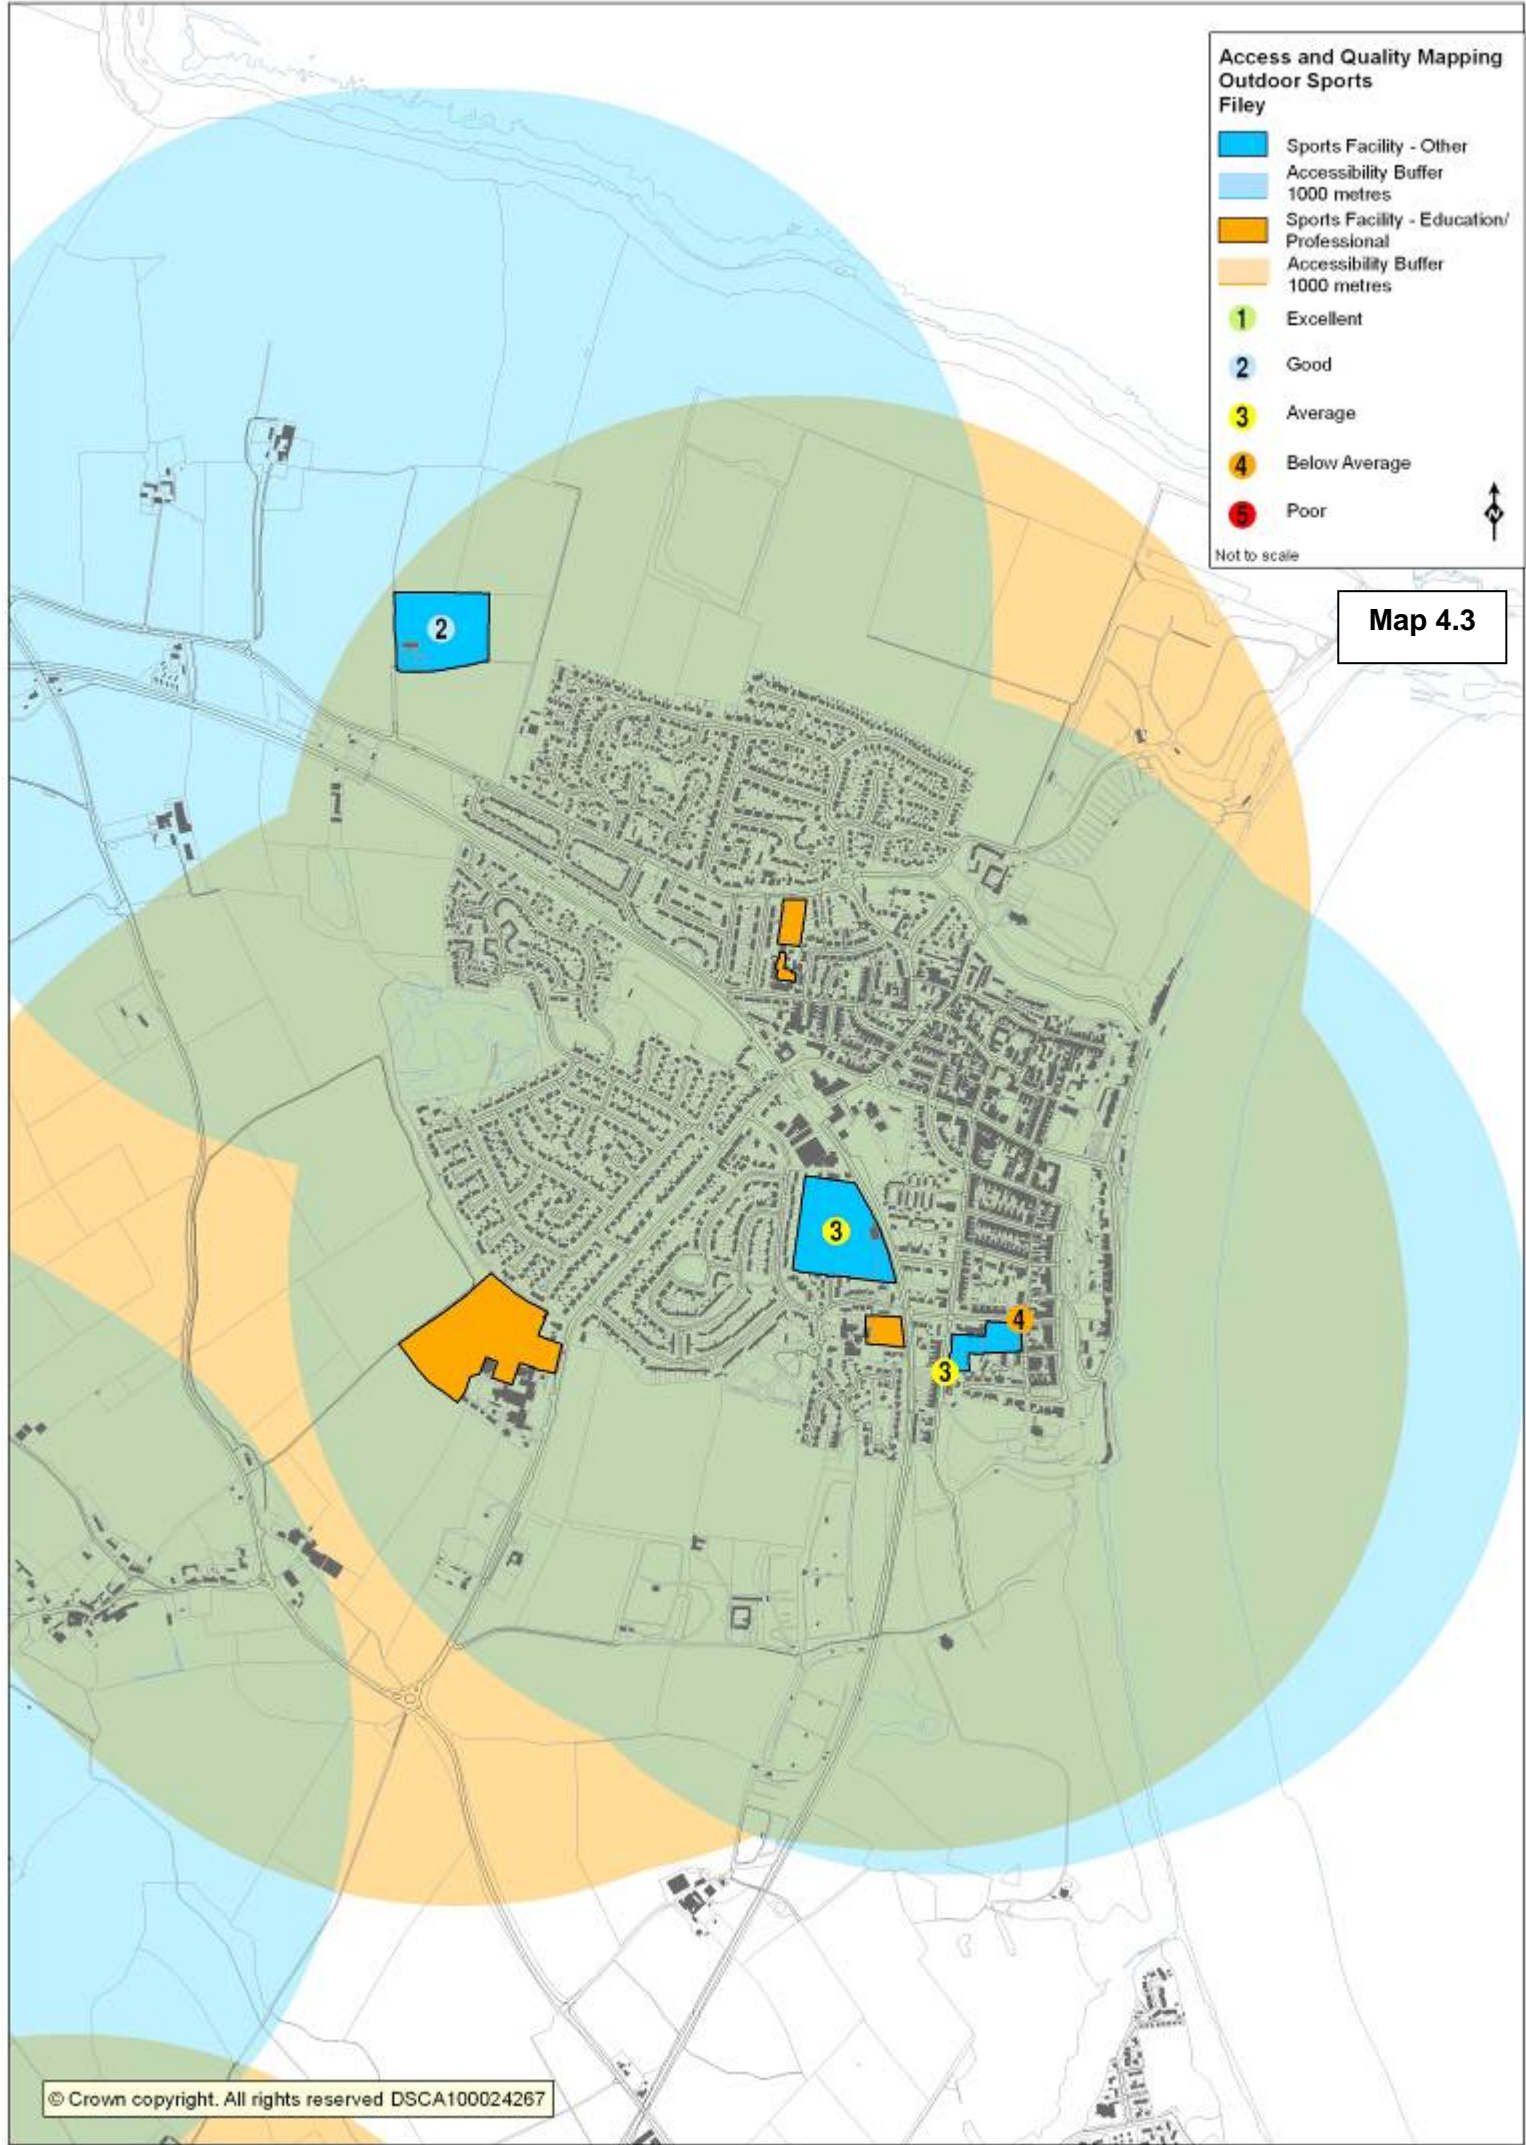 Access and Quality Mapping
Outdoor Sports
Filey
Sports Facility - Other
Accessibility Buffer
1000 metres
Sports Facility - Education/
Professional
Accessibility Buffer
1000 metres
1 Excellent
2 Good
3 Average
4 Below Average
5 Poor
N
Not to scale
Map 4.3
2
3
4
3
© Crown copyright. All rights reserved DSCA100024267